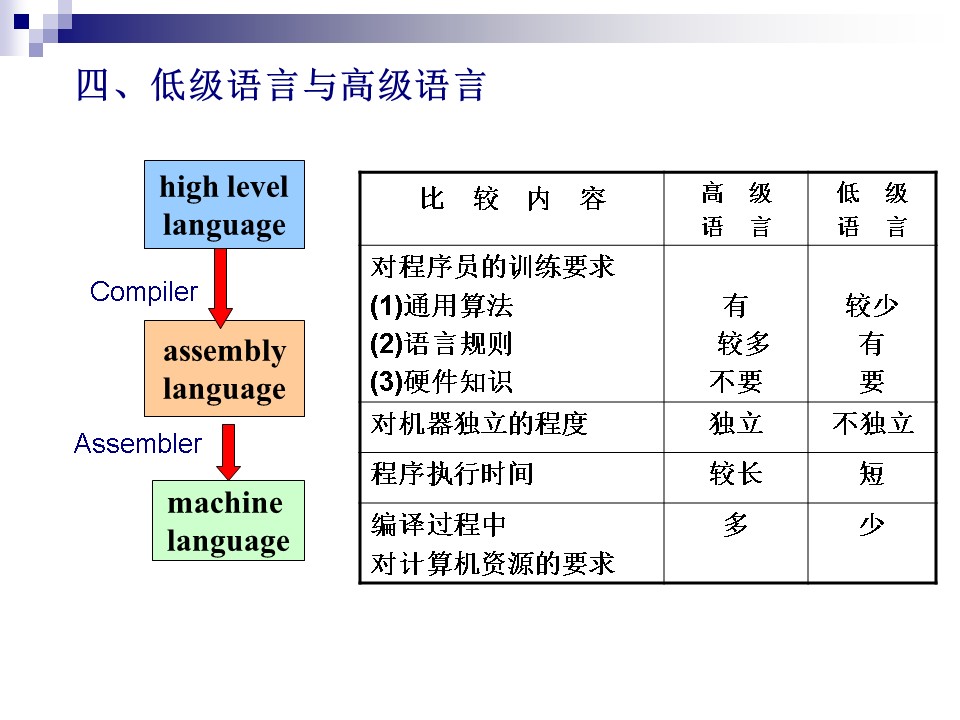 四、低级语言与高级语言
high level
language
Compiler
assembly
language
Assembler
machine
language
比 较 内 容
高 级
语 言
低 级
语 言
对程序员的训练要求
(1)通用算法 有 较少
(2)语言规则 较多 有
(3)硬件知识 不要 要
对机器独立的程度 独立 不独立
程序执行时间 较长 短
编译过程中 多 少
对计算机资源的要求